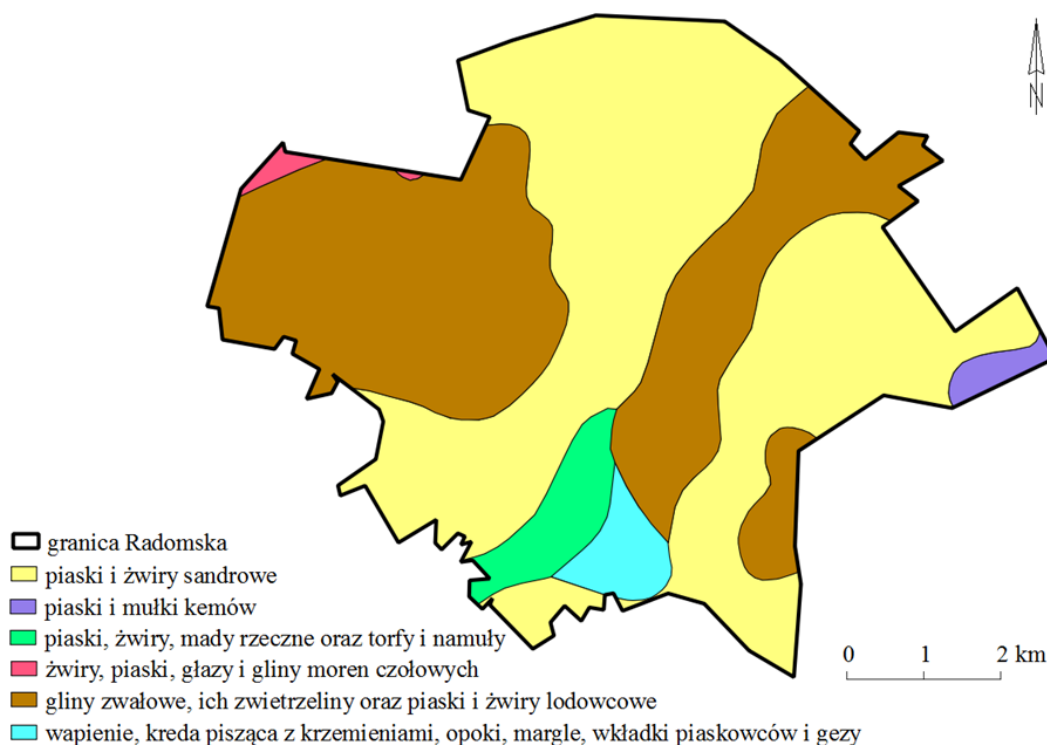 N
granica Radomska
piaski i żwiry sandrowe
piaski i mułki kemów
piaski, żwiry, mady rzeczne oraz torfy i namuły
żwiry, piaski, głazy i gliny moren czołowych
gliny zwałowe, ich zwietrzeliny oraz piaski i żwiry lodowcowe
wapienie, kreda pisząca z krzemieniami, opoki, margle, wkładki piaskowców i gezy
0 1 2 km